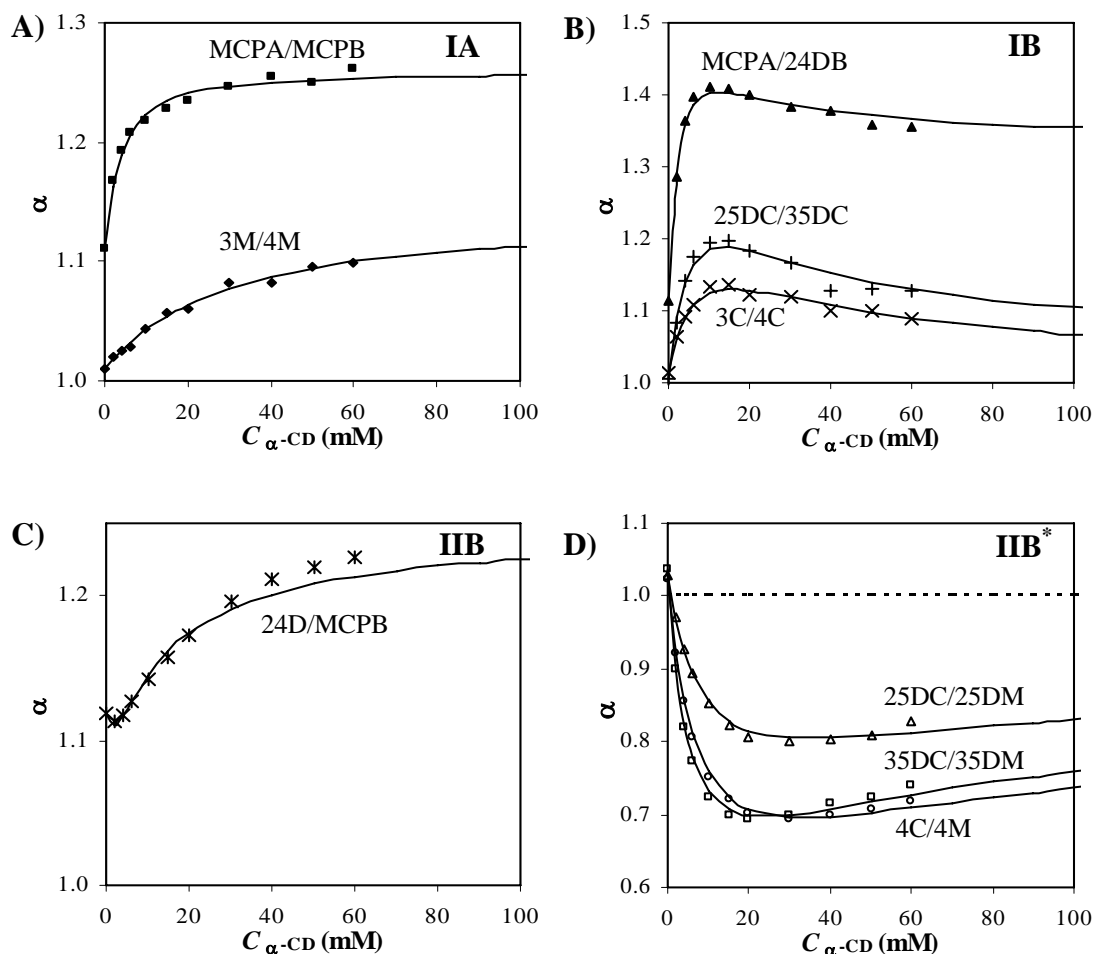 A)
IA
1.3
1.2
1.1
1.0
α
MCPA/MCPB
3M/4M
0 20 40 60 80 100
C α-CD (mM)
B)
IB
1.5
1.4
1.3
1.2
1.1
1.0
α
MCPA/24DB
25DC/35DC
3C/4C
0 20 40 60 80 100
C α-CD (mM)
C)
IIB
1.2
1.1
1.0
α
24D/MCPB
0 20 40 60 80 100
C α-CD (mM)
D)
IIB*
1.1
1.0
0.9
0.8
0.7
0.6
α
25DC/25DM
35DC/35DM
4C/4M
0 20 40 60 80 100
C α-CD (mM)